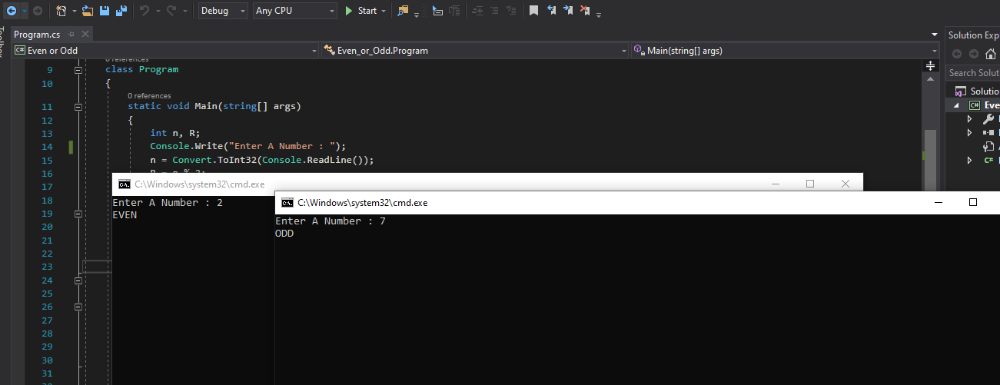 Debug Any CPU Start
Toolbox
Program.cs
Solution Exp
Even or Odd Even_or_Odd.Program Main(string[] args)
Search Solut
0 references
9 class Program
10 {
0 references
11 static void Main(string[] args)
12 {
13 int n, R;
14 Console.Write("Enter A Number : ");
15 n = Convert.ToInt32(Console.ReadLine());
16 R = n % 2;
17
18
19
20
21
22
23
24
25
26
27
28
29
30
31
Solutio
C# Eve
C#
C:\Windows\system32\cmd.exe
Enter A Number : 2
EVEN
C:\Windows\system32\cmd.exe
Enter A Number : 7
ODD